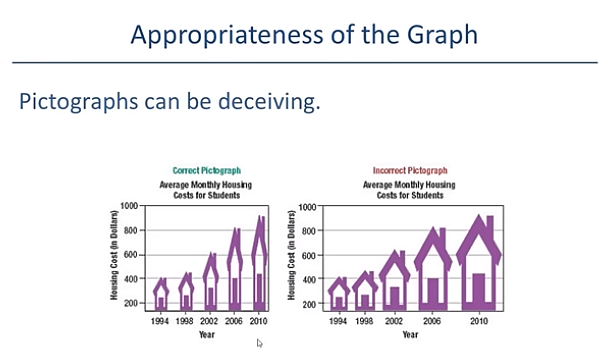 Appropriateness of the Graph
Pictographs can be deceiving.
Correct Pictograph
Average Monthly Housing
Costs for Students
Housing Cost (in Dollars)
1000
800
600
400
200
1994 1998 2002 2006 2010
Year
Incorrect Pictograph
Average Monthly Housing
Costs for Students
Housing Cost (in Dollars)
1000
800
600
400
200
1994 1998 2002 2006 2010
Year